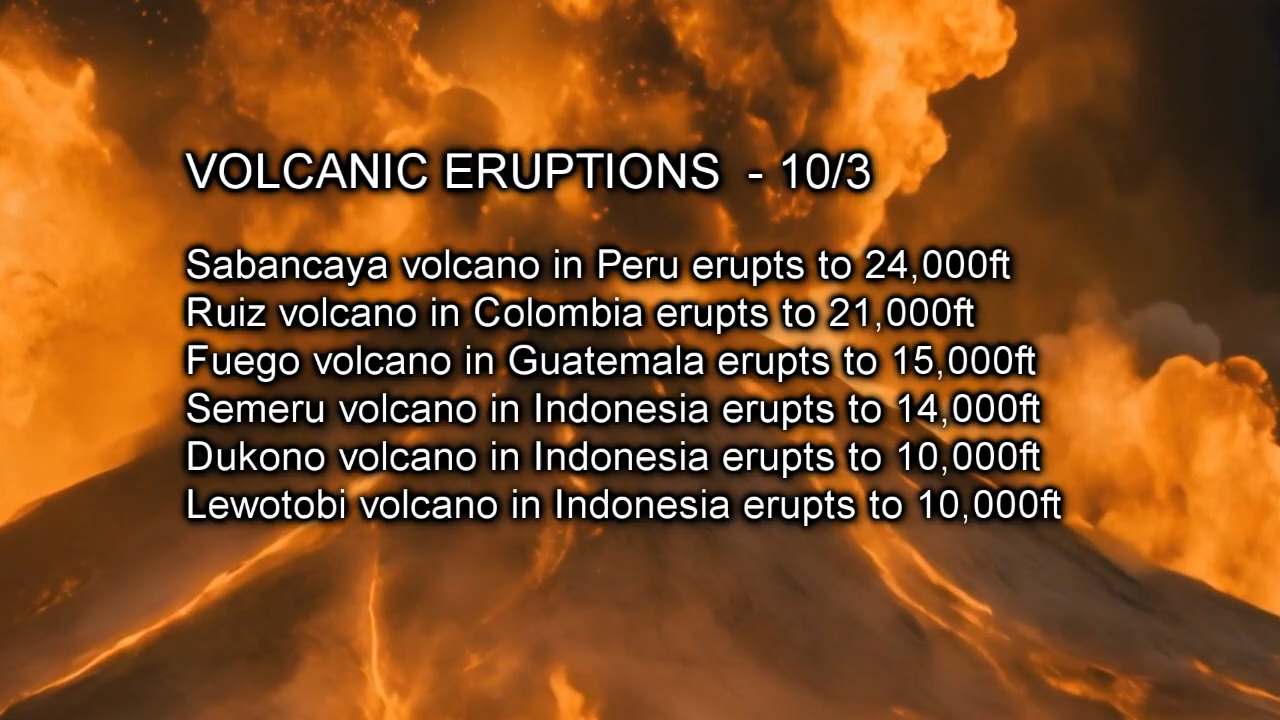 VOLCANIC ERUPTIONS - 10/3
Sabancaya volcano in Peru erupts to 24,000ft
Ruiz volcano in Colombia erupts to 21,000ft
Fuego volcano in Guatemala erupts to 15,000ft
Semeru volcano in Indonesia erupts to 14,000ft
Dukono volcano in Indonesia erupts to 10,000ft
Lewotobi volcano in Indonesia erupts to 10,000ft